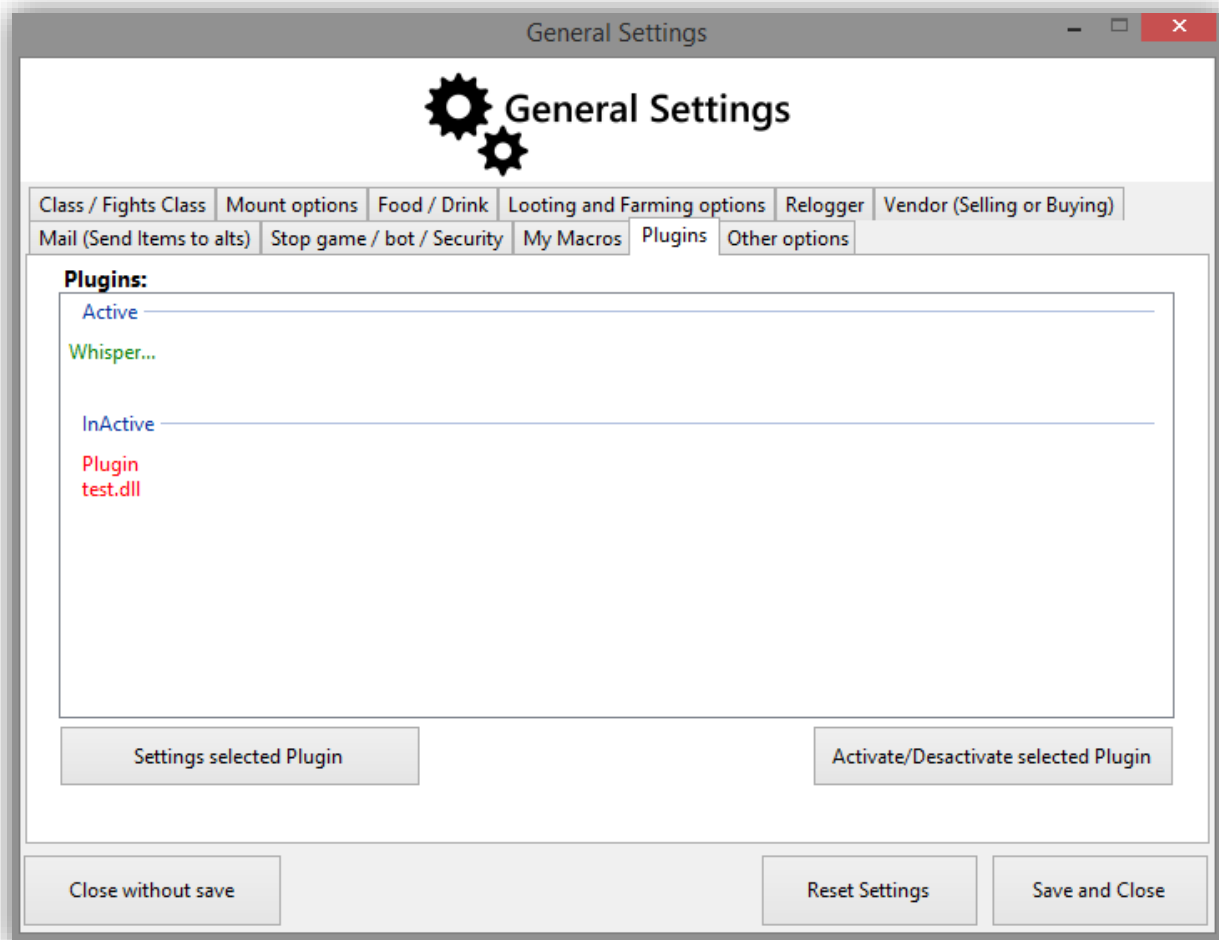 General Settings
General Settings
Class / Fights Class Mount options Food / Drink Looting and Farming options Relogger Vendor (Selling or Buying)
Mail (Send Items to alts) Stop game / bot / Security My Macros Plugins Other options
Plugins:
Active
Whisper...
InActive
Plugin
test.dll
Settings selected Plugin Activate/Desactivate selected Plugin
Close without save Reset Settings Save and Close